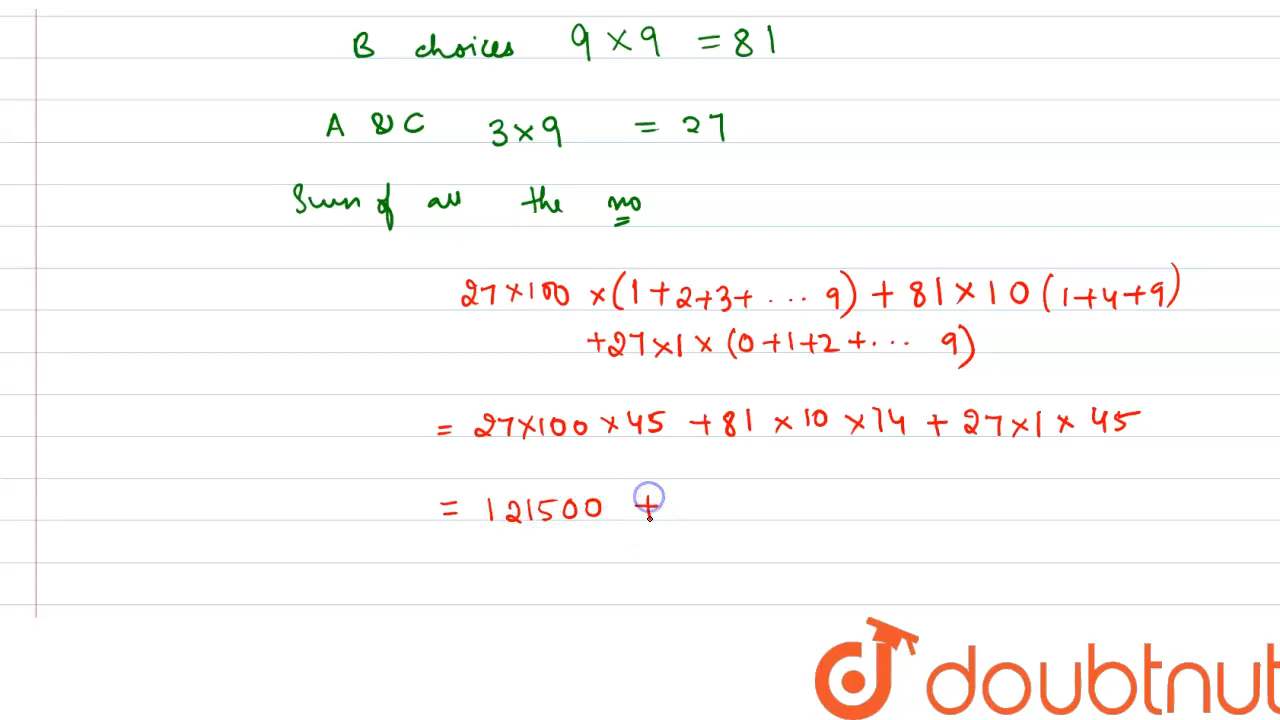 B choices 9 × 9 = 81
A & C 3 × 9 = 27
Sum of all the no
27 × 100 × (1 + 2 + 3 + ... 9) + 81 × 10 (1 + 4 + 9)
+ 27 × 1 × (0 + 1 + 2 + ... 9)
= 27 × 100 × 45 + 81 × 10 × 14 + 27 × 1 × 45
= 121500 +
doubtnut